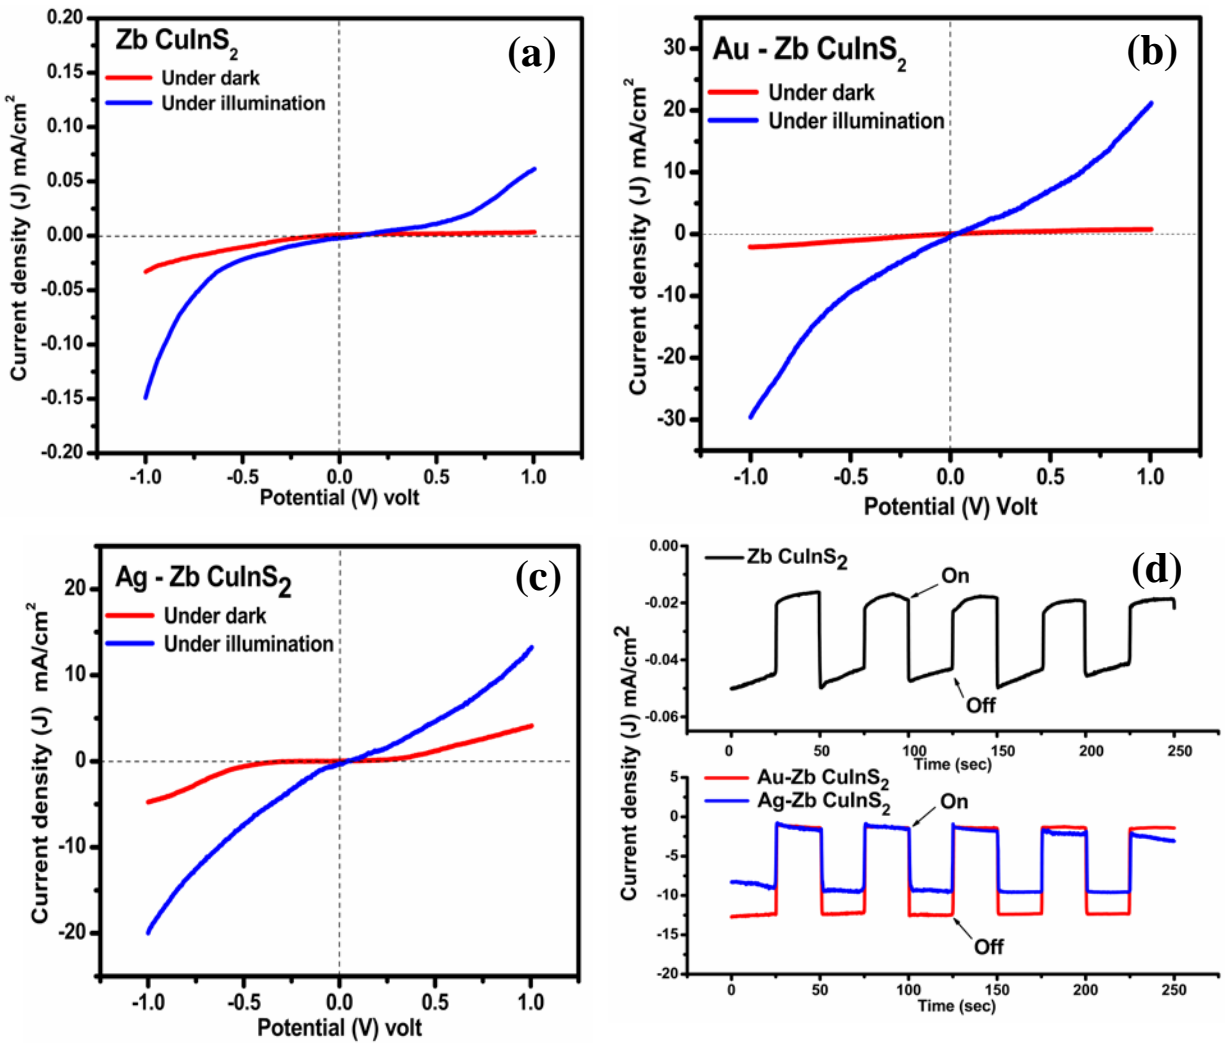 (a)
Zb CuInS2
Under dark
Under illumination
Current density (J) mA/cm2
0.20
0.15
0.10
0.05
0.00
-0.05
-0.10
-0.15
-0.20
-1.0 -0.5 0.0 0.5 1.0
Potential (V) volt
(b)
Au - Zb CuInS2
Under dark
Under illumination
Current density (J) mA/cm2
30
20
10
0
-10
-20
-30
-1.0 -0.5 0.0 0.5 1.0
Potential (V) Volt
(c)
Ag - Zb CuInS2
Under dark
Under illumination
Current density (J) mA/cm2
20
10
0
-10
-20
-1.0 -0.5 0.0 0.5 1.0
Potential (V) volt
(d)
Zb CuInS2
On
Off
Current density (J) mA/cm2
0.00
-0.02
-0.04
-0.06
0 50 100 150 200 250
Time (sec)
Au-Zb CuInS2
Ag-Zb CuInS2
On
Off
5
0
-5
-10
-15
-20
0 50 100 150 200 250
Time (sec)